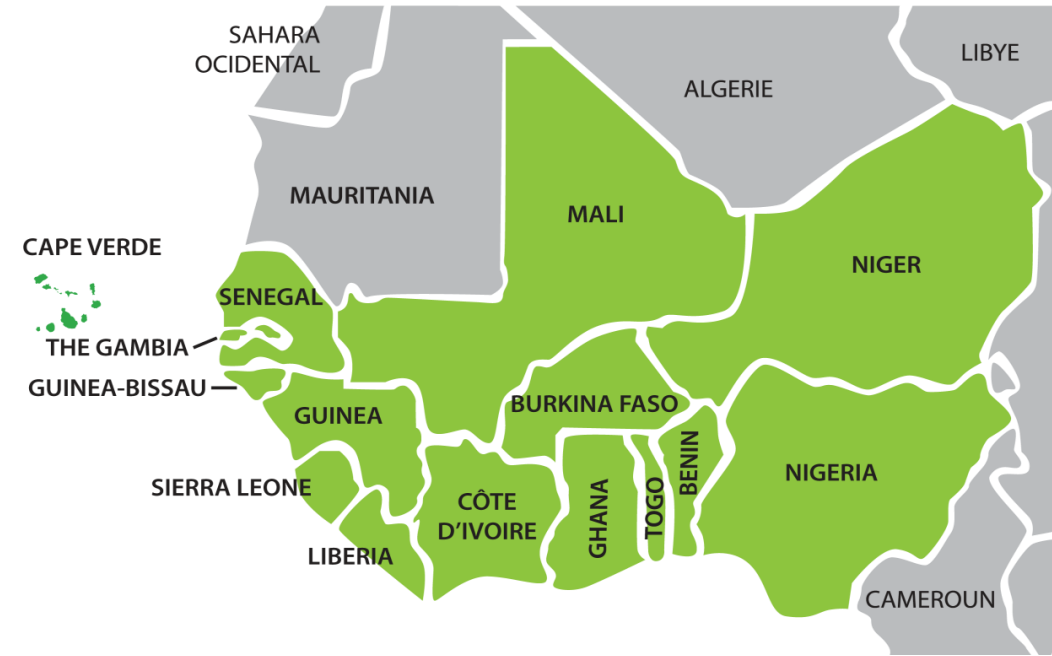 SAHARA
OCIDENTAL
LIBYE
ALGERIE
MAURITANIA
MALI
CAPE VERDE
NIGER
SENEGAL
THE GAMBIA
GUINEA-BISSAU
BURKINA FASO
GUINEA
BENIN
NIGERIA
SIERRA LEONE
CÔTE
D'IVOIRE
GHANA
TOGO
LIBERIA
CAMEROUN